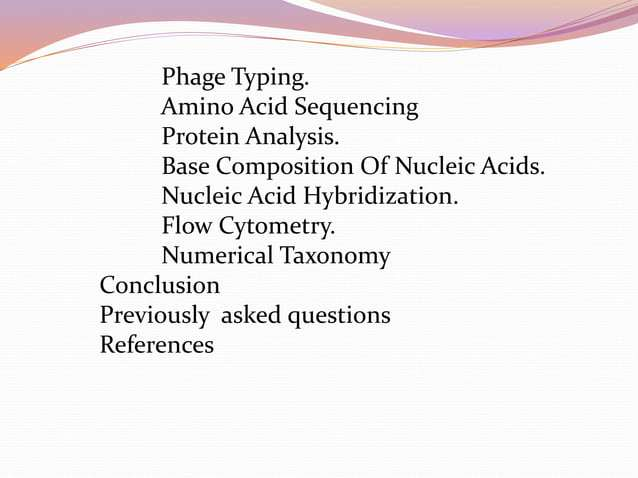 Phage Typing.
Amino Acid Sequencing
Protein Analysis.
Base Composition Of Nucleic Acids.
Nucleic Acid Hybridization.
Flow Cytometry.
Numerical Taxonomy
Conclusion
Previously asked questions
References